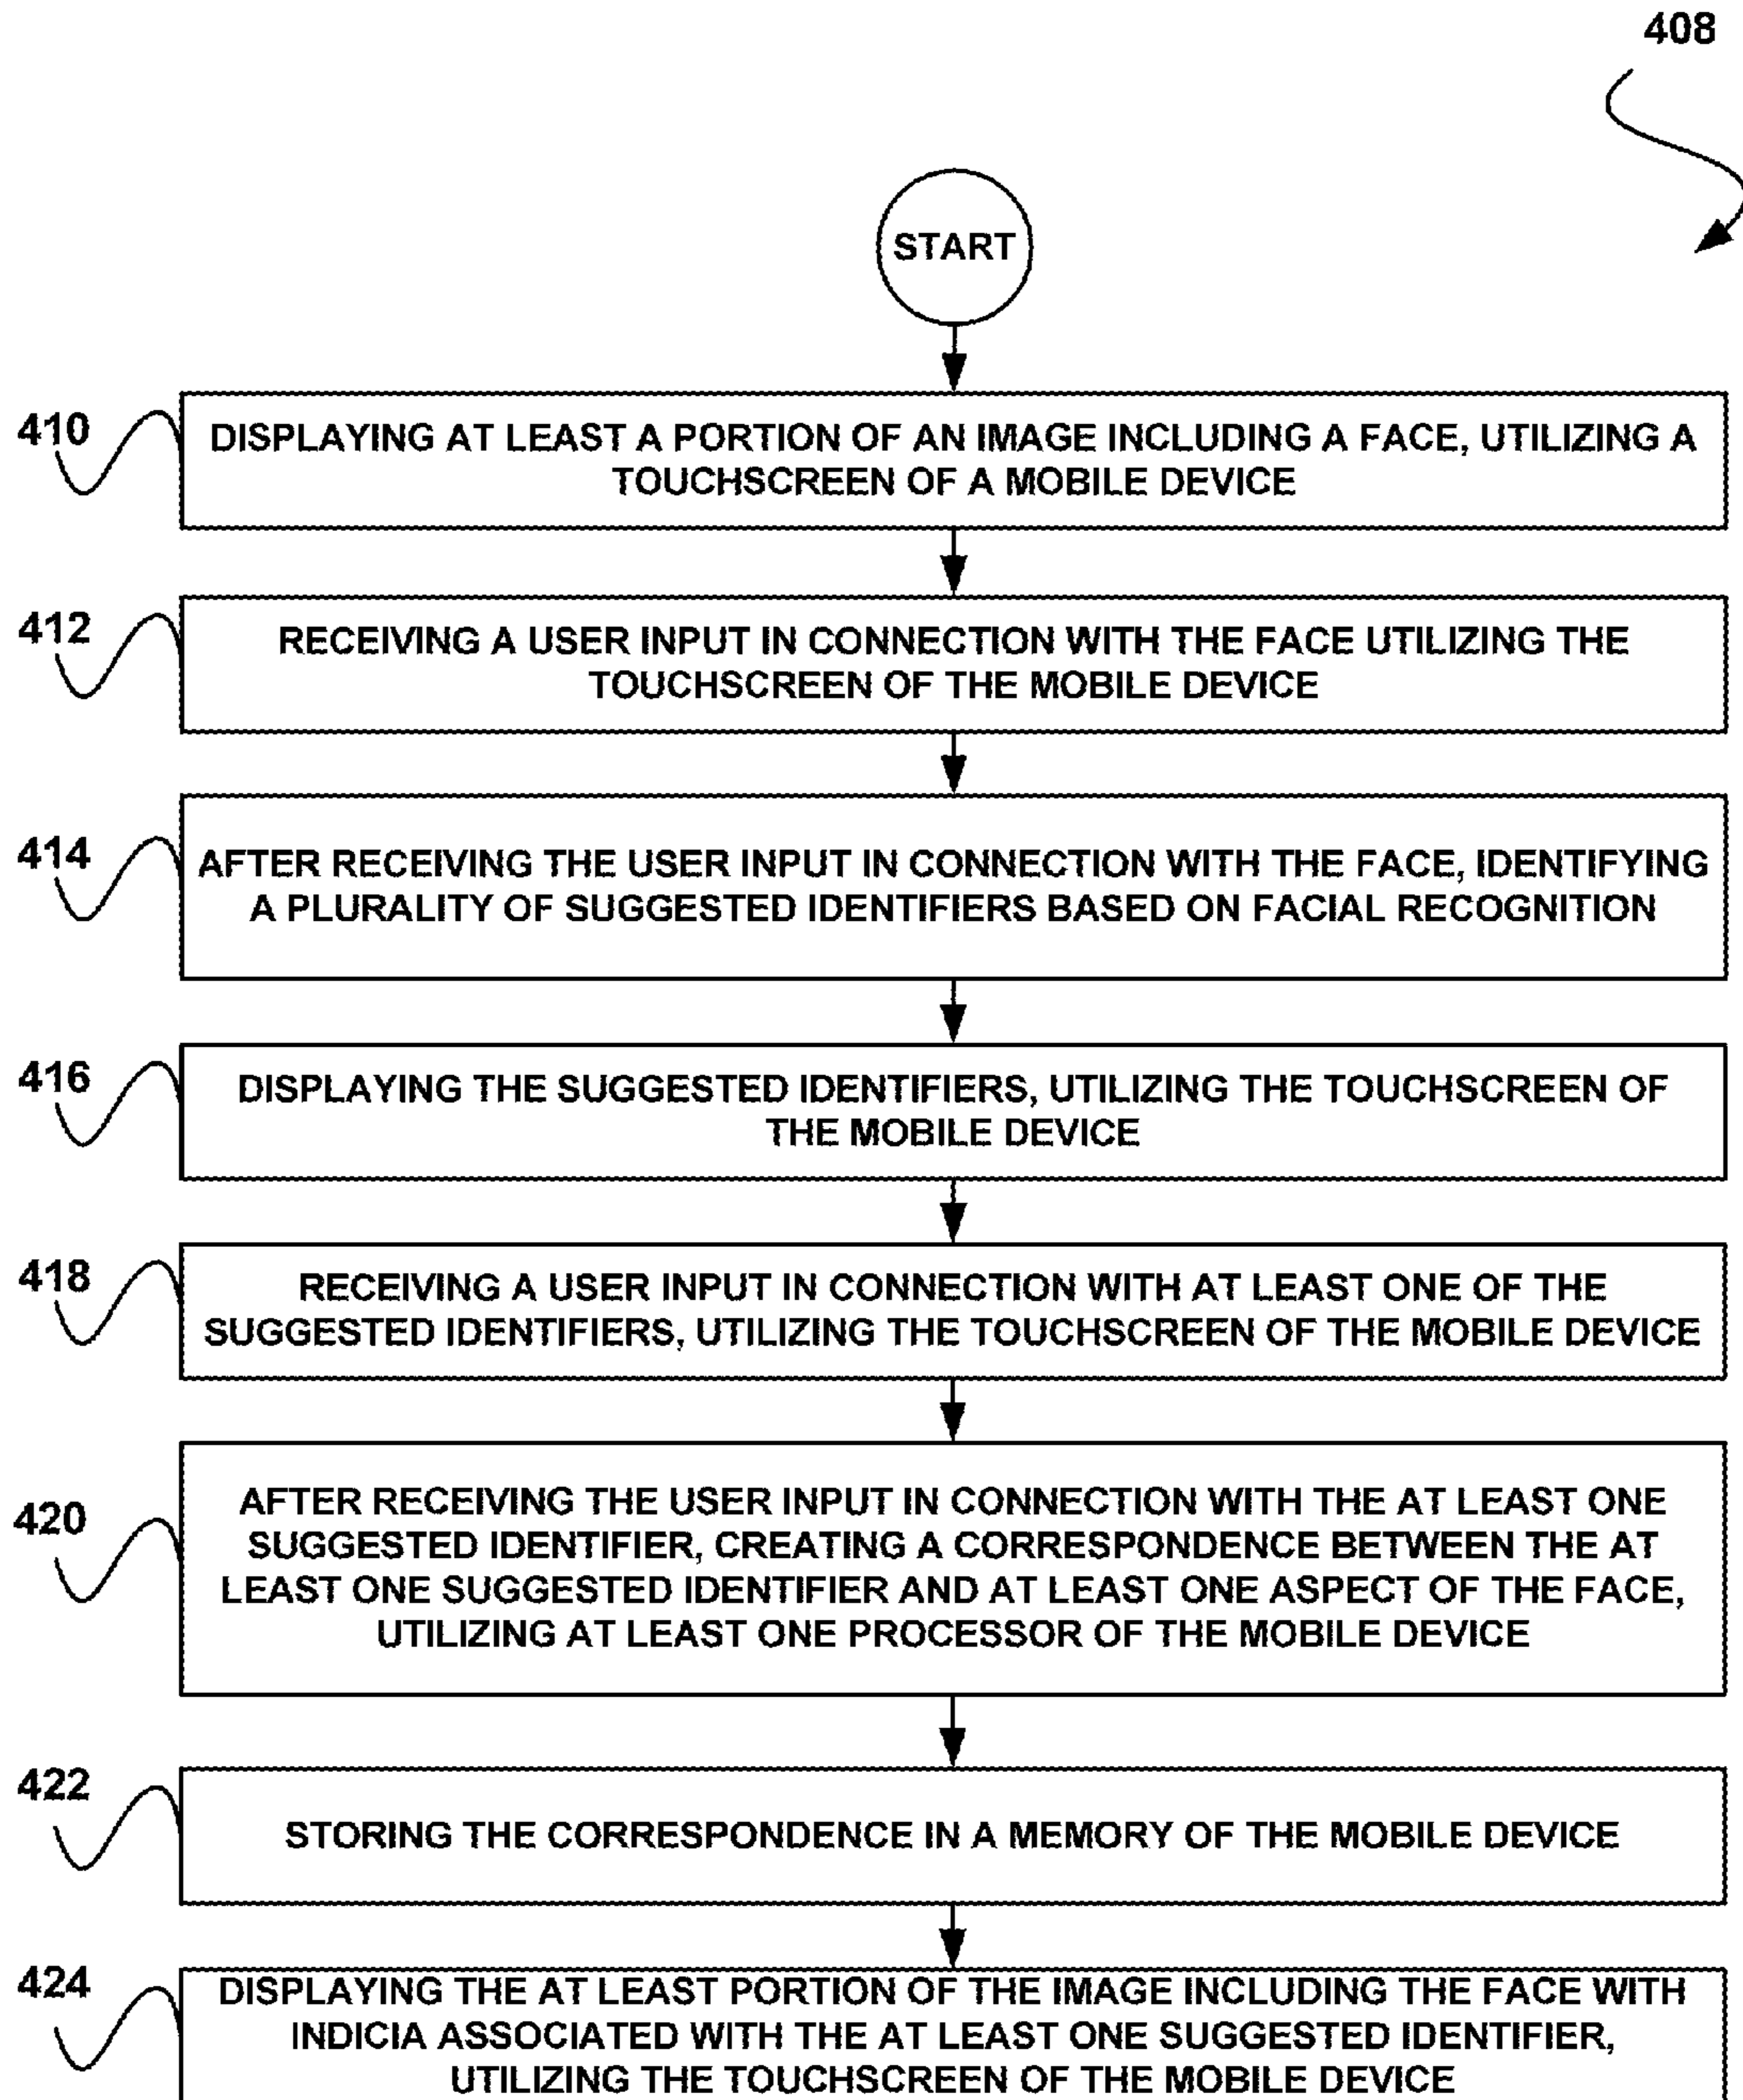 408
START
410
DISPLAYING AT LEAST A PORTION OF AN IMAGE INCLUDING A FACE, UTILIZING A
TOUCHSCREEN OF A MOBILE DEVICE
412
RECEIVING A USER INPUT IN CONNECTION WITH THE FACE UTILIZING THE
TOUCHSCREEN OF THE MOBILE DEVICE
414
AFTER RECEIVING THE USER INPUT IN CONNECTION WITH THE FACE, IDENTIFYING
A PLURALITY OF SUGGESTED IDENTIFIERS BASED ON FACIAL RECOGNITION
416
DISPLAYING THE SUGGESTED IDENTIFIERS, UTILIZING THE TOUCHSCREEN OF
THE MOBILE DEVICE
418
RECEIVING A USER INPUT IN CONNECTION WITH AT LEAST ONE OF THE
SUGGESTED IDENTIFIERS, UTILIZING THE TOUCHSCREEN OF THE MOBILE DEVICE
420
AFTER RECEIVING THE USER INPUT IN CONNECTION WITH THE AT LEAST ONE
SUGGESTED IDENTIFIER, CREATING A CORRESPONDENCE BETWEEN THE AT
LEAST ONE SUGGESTED IDENTIFIER AND AT LEAST ONE ASPECT OF THE FACE,
UTILIZING AT LEAST ONE PROCESSOR OF THE MOBILE DEVICE
422
STORING THE CORRESPONDENCE IN A MEMORY OF THE MOBILE DEVICE
424
DISPLAYING THE AT LEAST PORTION OF THE IMAGE INCLUDING THE FACE WITH
INDICIA ASSOCIATED WITH THE AT LEAST ONE SUGGESTED IDENTIFIER,
UTILIZING THE TOUCHSCREEN OF THE MOBILE DEVICE